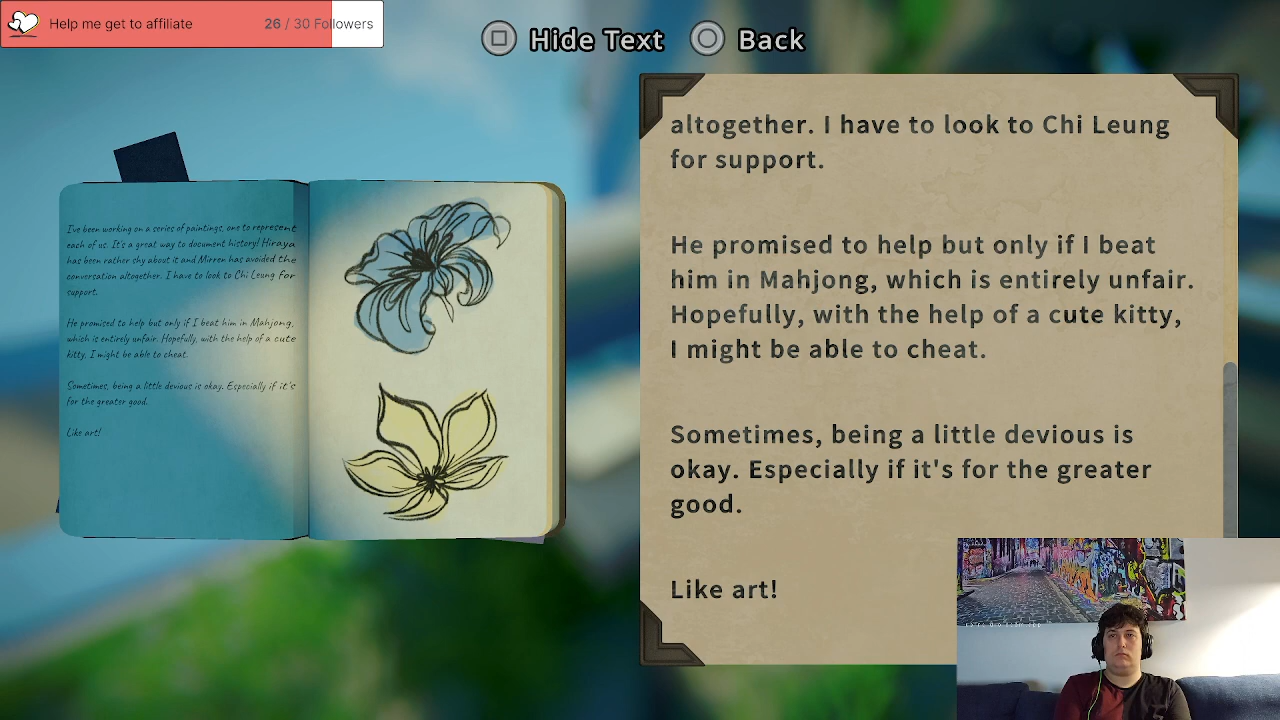 Help me get to affiliate 26 / 30 Followers
Hide Text Back
I've been working on a series of paintings, one to represent
each of us. It's a great way to document history! Hiraya
has been rather shy about it and Mirren has avoided the
conversation altogether. I have to look to Chi Leung for
support.
He promised to help but only if I beat him in Mahjong,
which is entirely unfair. Hopefully, with the help of a cute
kitty, I might be able to cheat.
Sometimes, being a little devious is okay. Especially if it's
for the greater good.
Like art!
altogether. I have to look to Chi Leung
for support.
He promised to help but only if I beat
him in Mahjong, which is entirely unfair.
Hopefully, with the help of a cute kitty,
I might be able to cheat.
Sometimes, being a little devious is
okay. Especially if it's for the greater
good.
Like art!